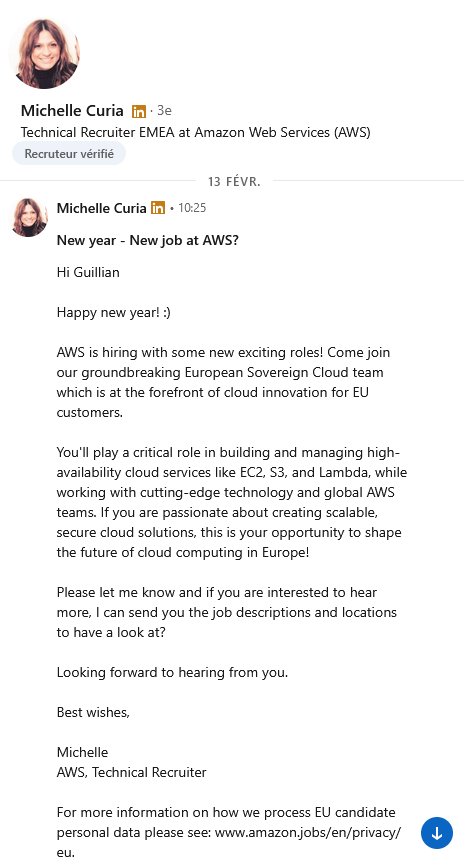 Michelle Curia in · 3e
Technical Recruiter EMEA at Amazon Web Services (AWS)
Recruteur vérifié
13 FÉVR.
Michelle Curia in • 10:25
New year - New job at AWS?
Hi Guillian
Happy new year! :)
AWS is hiring with some new exciting roles! Come join
our groundbreaking European Sovereign Cloud team
which is at the forefront of cloud innovation for EU
customers.
You'll play a critical role in building and managing high-
availability cloud services like EC2, S3, and Lambda, while
working with cutting-edge technology and global AWS
teams. If you are passionate about creating scalable,
secure cloud solutions, this is your opportunity to shape
the future of cloud computing in Europe!
Please let me know and if you are interested to hear
more, I can send you the job descriptions and locations
to have a look at?
Looking forward to hearing from you.
Best wishes,
Michelle
AWS, Technical Recruiter
For more information on how we process EU candidate
personal data please see: www.amazon.jobs/en/privacy/
eu.